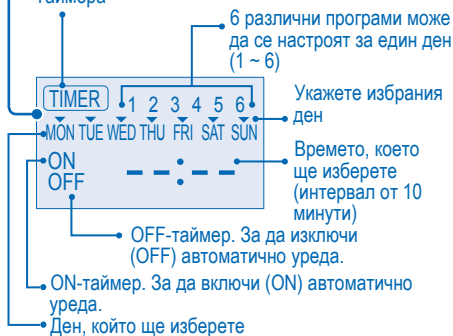 таймера
6 различни програми може
да се настроят за един ден
(1 ~ 6)
TIMER 1 2 3 4 5 6
MON TUE WED THU FRI SAT SUN
Укажете избрания
ден
ON
OFF
--:--
Времето, което
ще изберете
(интервал от 10
минути)
OFF-таймер. За да изключи
(OFF) автоматично уреда.
ON-таймер. За да включи (ON) автоматично
уреда.
Ден, който ще изберете